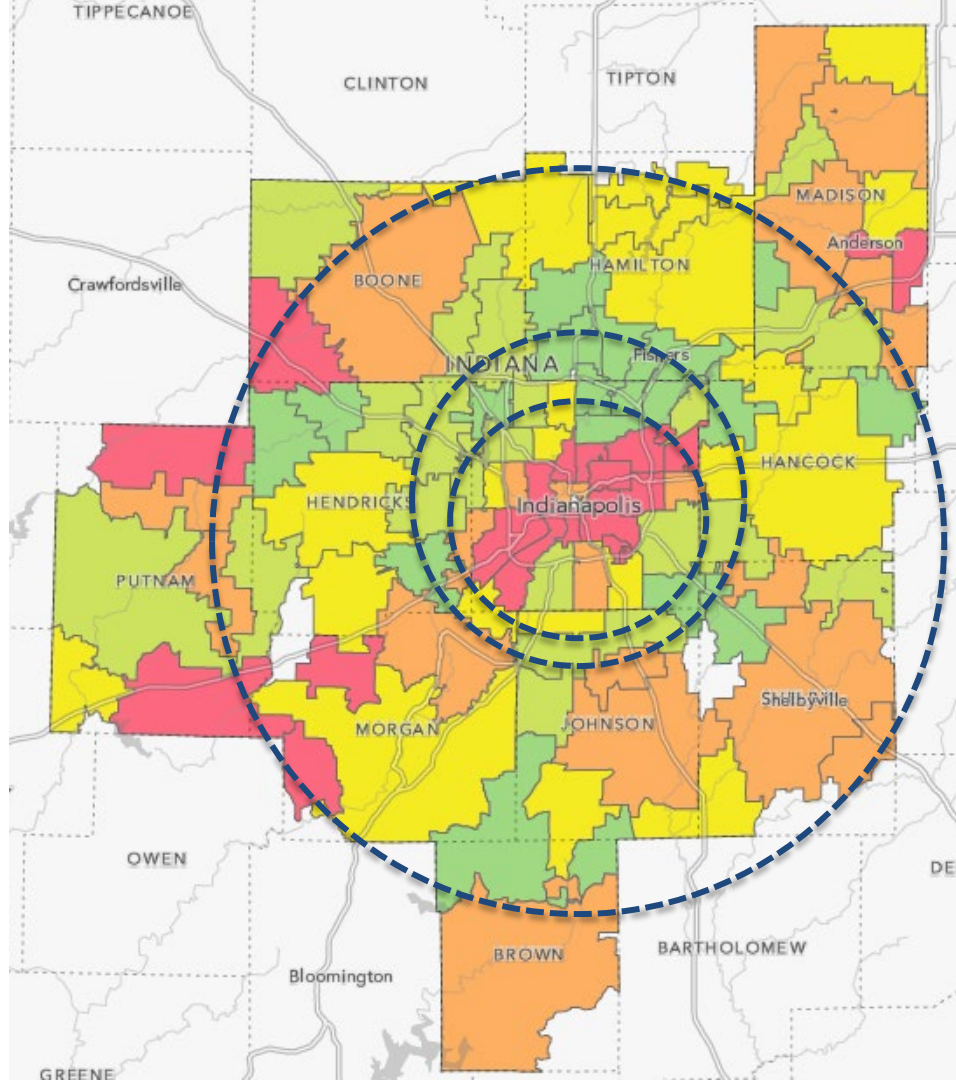 TIPPECANOE
CLINTON
TIPTON
MADISON
Anderson
HAMILTON
BOONE
Crawfordsville
INDIANA
Fishers
HANCOCK
HENDRICKS
Indianapolis
PUTNAM
Shelbyville
JOHNSON
MORGAN
OWEN
DE
BROWN
BARTHOLOMEW
Bloomington
GREENE